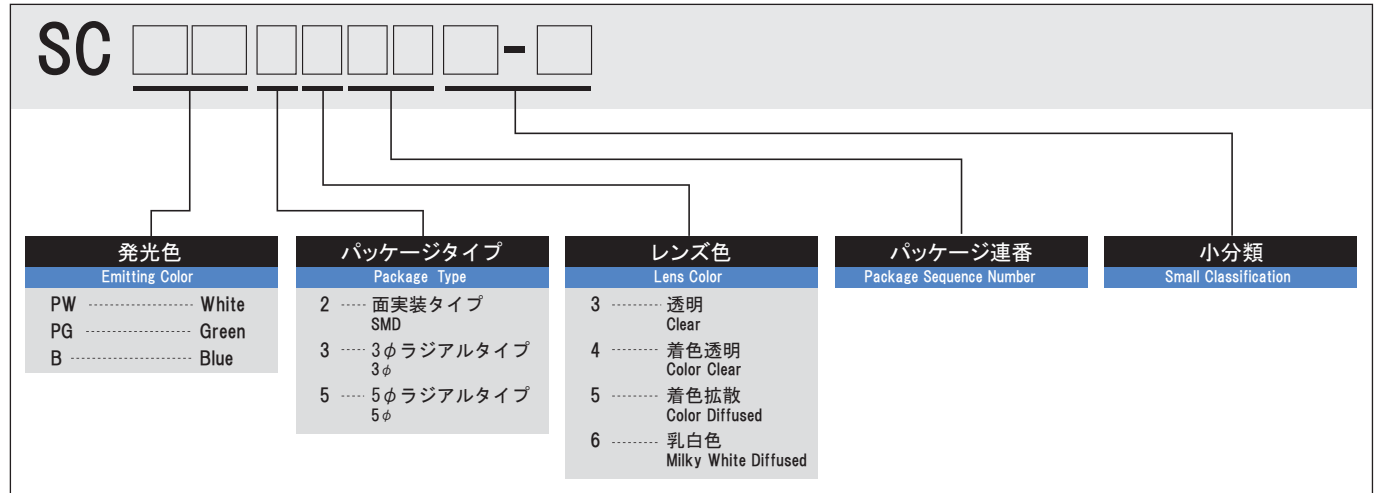 SC □□ □ □ □□ □-□
発光色
Emitting Color
PW ---------- White
PG ---------- Green
B ---------- Blue
パッケージタイプ
Package Type
2 ----- 面実装タイプ
SMD
3 ----- 3φラジアルタイプ
3φ
5 ----- 5φラジアルタイプ
5φ
レンズ色
Lens Color
3 --------- 透明
Clear
4 --------- 着色透明
Color Clear
5 --------- 着色拡散
Color Diffused
6 --------- 乳白色
Milky White Diffused
パッケージ連番
Package Sequence Number
小分類
Small Classification